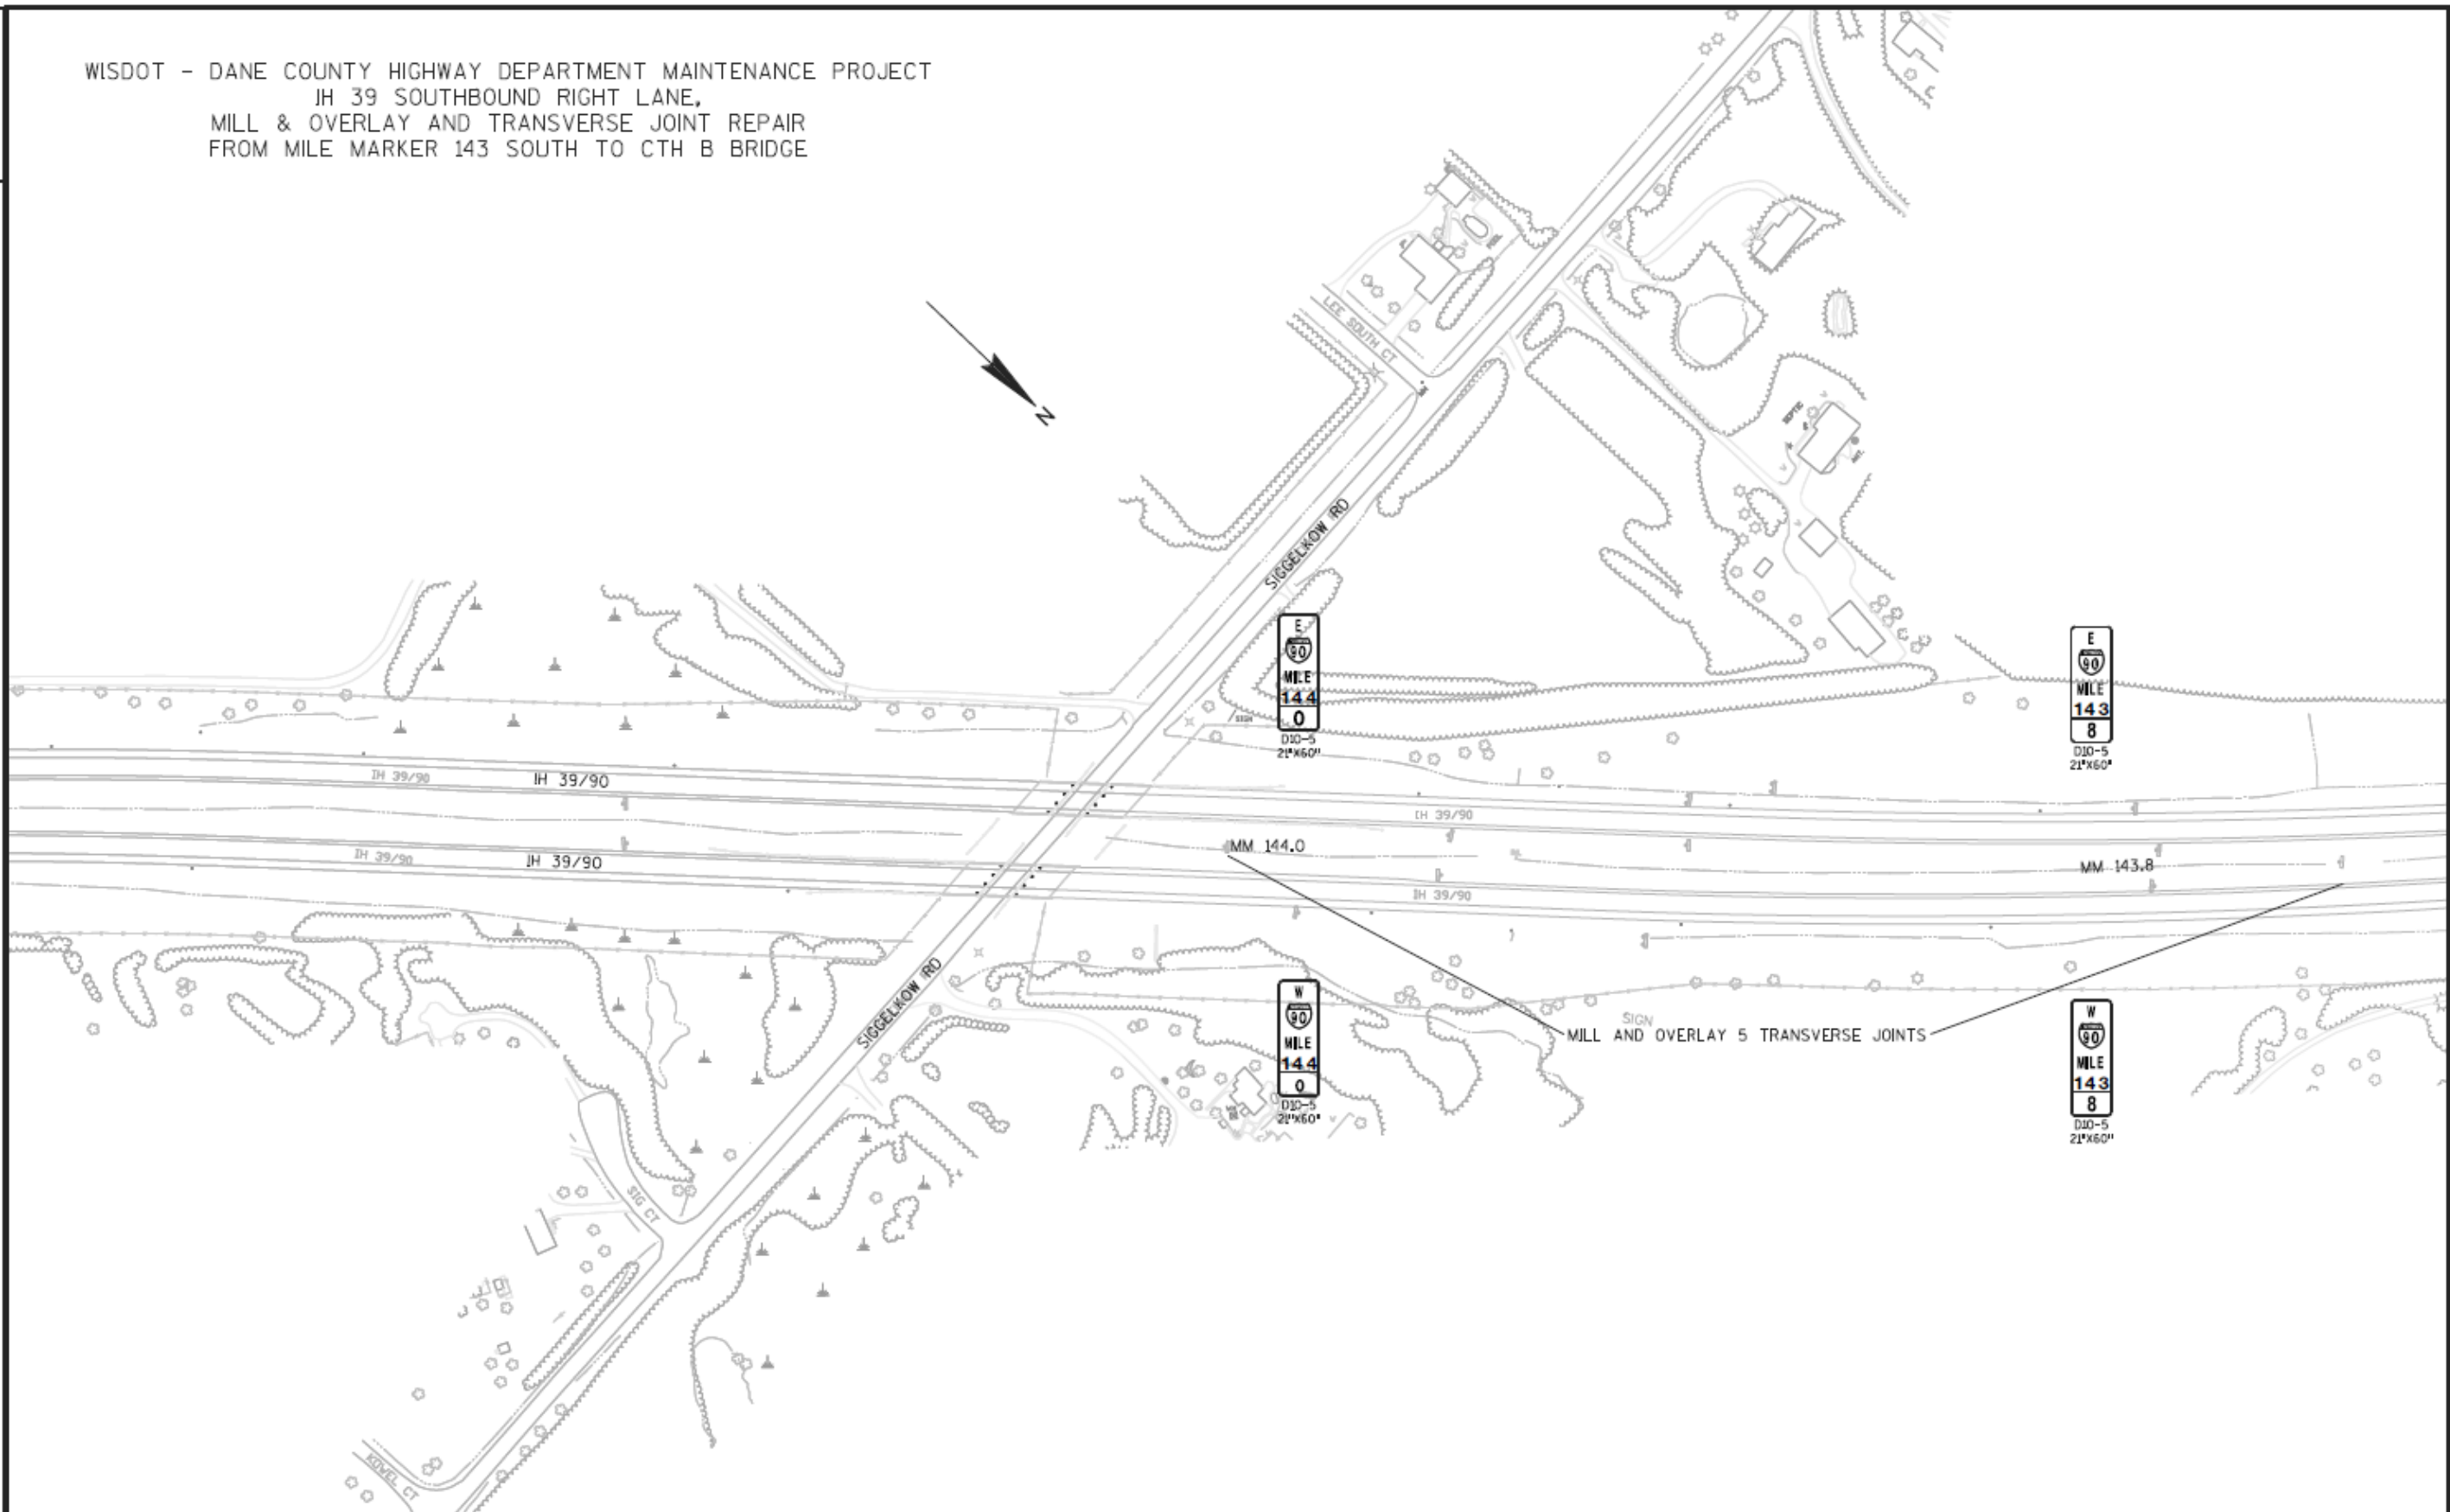 WISDOT - DANE COUNTY HIGHWAY DEPARTMENT MAINTENANCE PROJECT
IH 39 SOUTHBOUND RIGHT LANE,
MILL & OVERLAY AND TRANSVERSE JOINT REPAIR
FROM MILE MARKER 143 SOUTH TO CTH B BRIDGE
N
POOL
LEE SOUTH CT
SEPTIC
ANT.
SIGGELKOW RD
E
90
MILE
144
0
D10-5
21"X60"
E
90
MILE
143
8
D10-5
21"X60"
SIGN
IH 39/90
IH 39/90
IH 39/90
MM 144.0
IH 39/90
IH 39/90
MM 143.8
IH 39/90
SIGGELKOW RD
W
90
MILE
144
0
D10-5
21"X60"
SIGN
MILL AND OVERLAY 5 TRANSVERSE JOINTS
W
90
MILE
143
8
D10-5
21"X60"
SIG CT
KOWEL CT